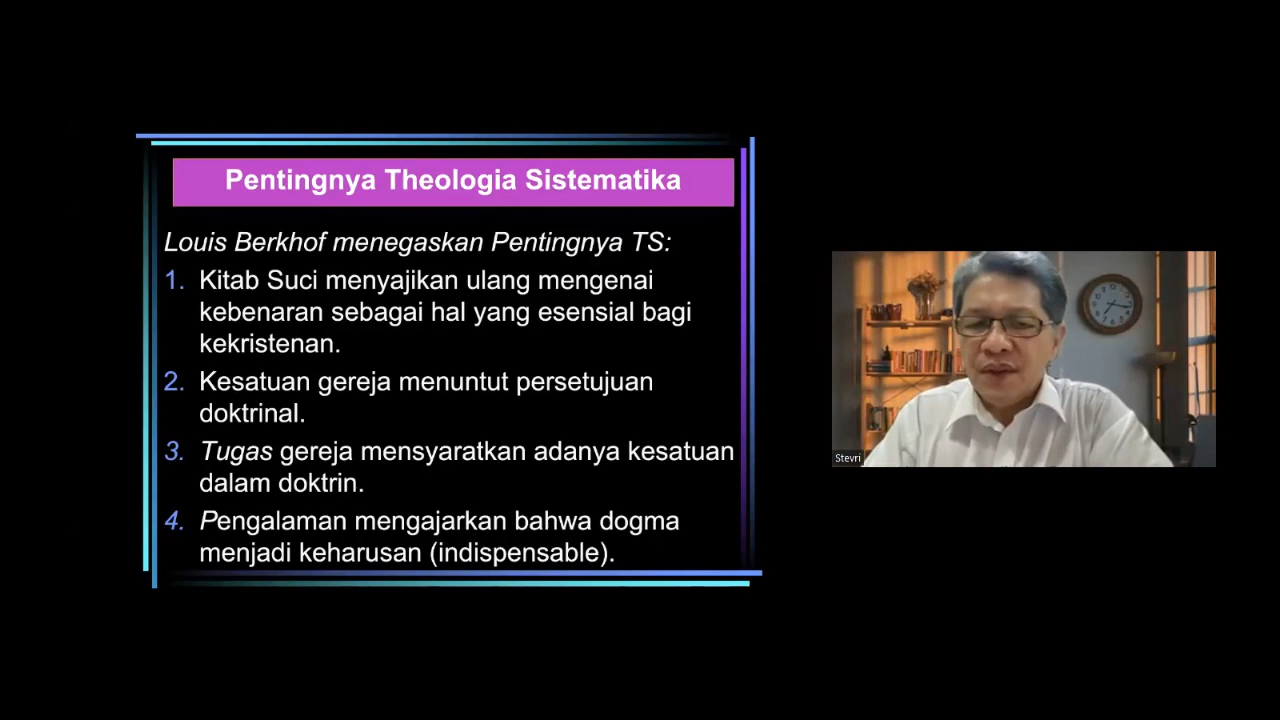 Pentingnya Theologia Sistematika
Louis Berkhof menegaskan Pentingnya TS:
1. Kitab Suci menyajikan ulang mengenai
kebenaran sebagai hal yang esensial bagi
kekristenan.
2. Kesatuan gereja menuntut persetujuan
doktrinal.
3. Tugas gereja mensyaratkan adanya kesatuan
dalam doktrin.
4. Pengalaman mengajarkan bahwa dogma
menjadi keharusan (indispensable).
Stevri